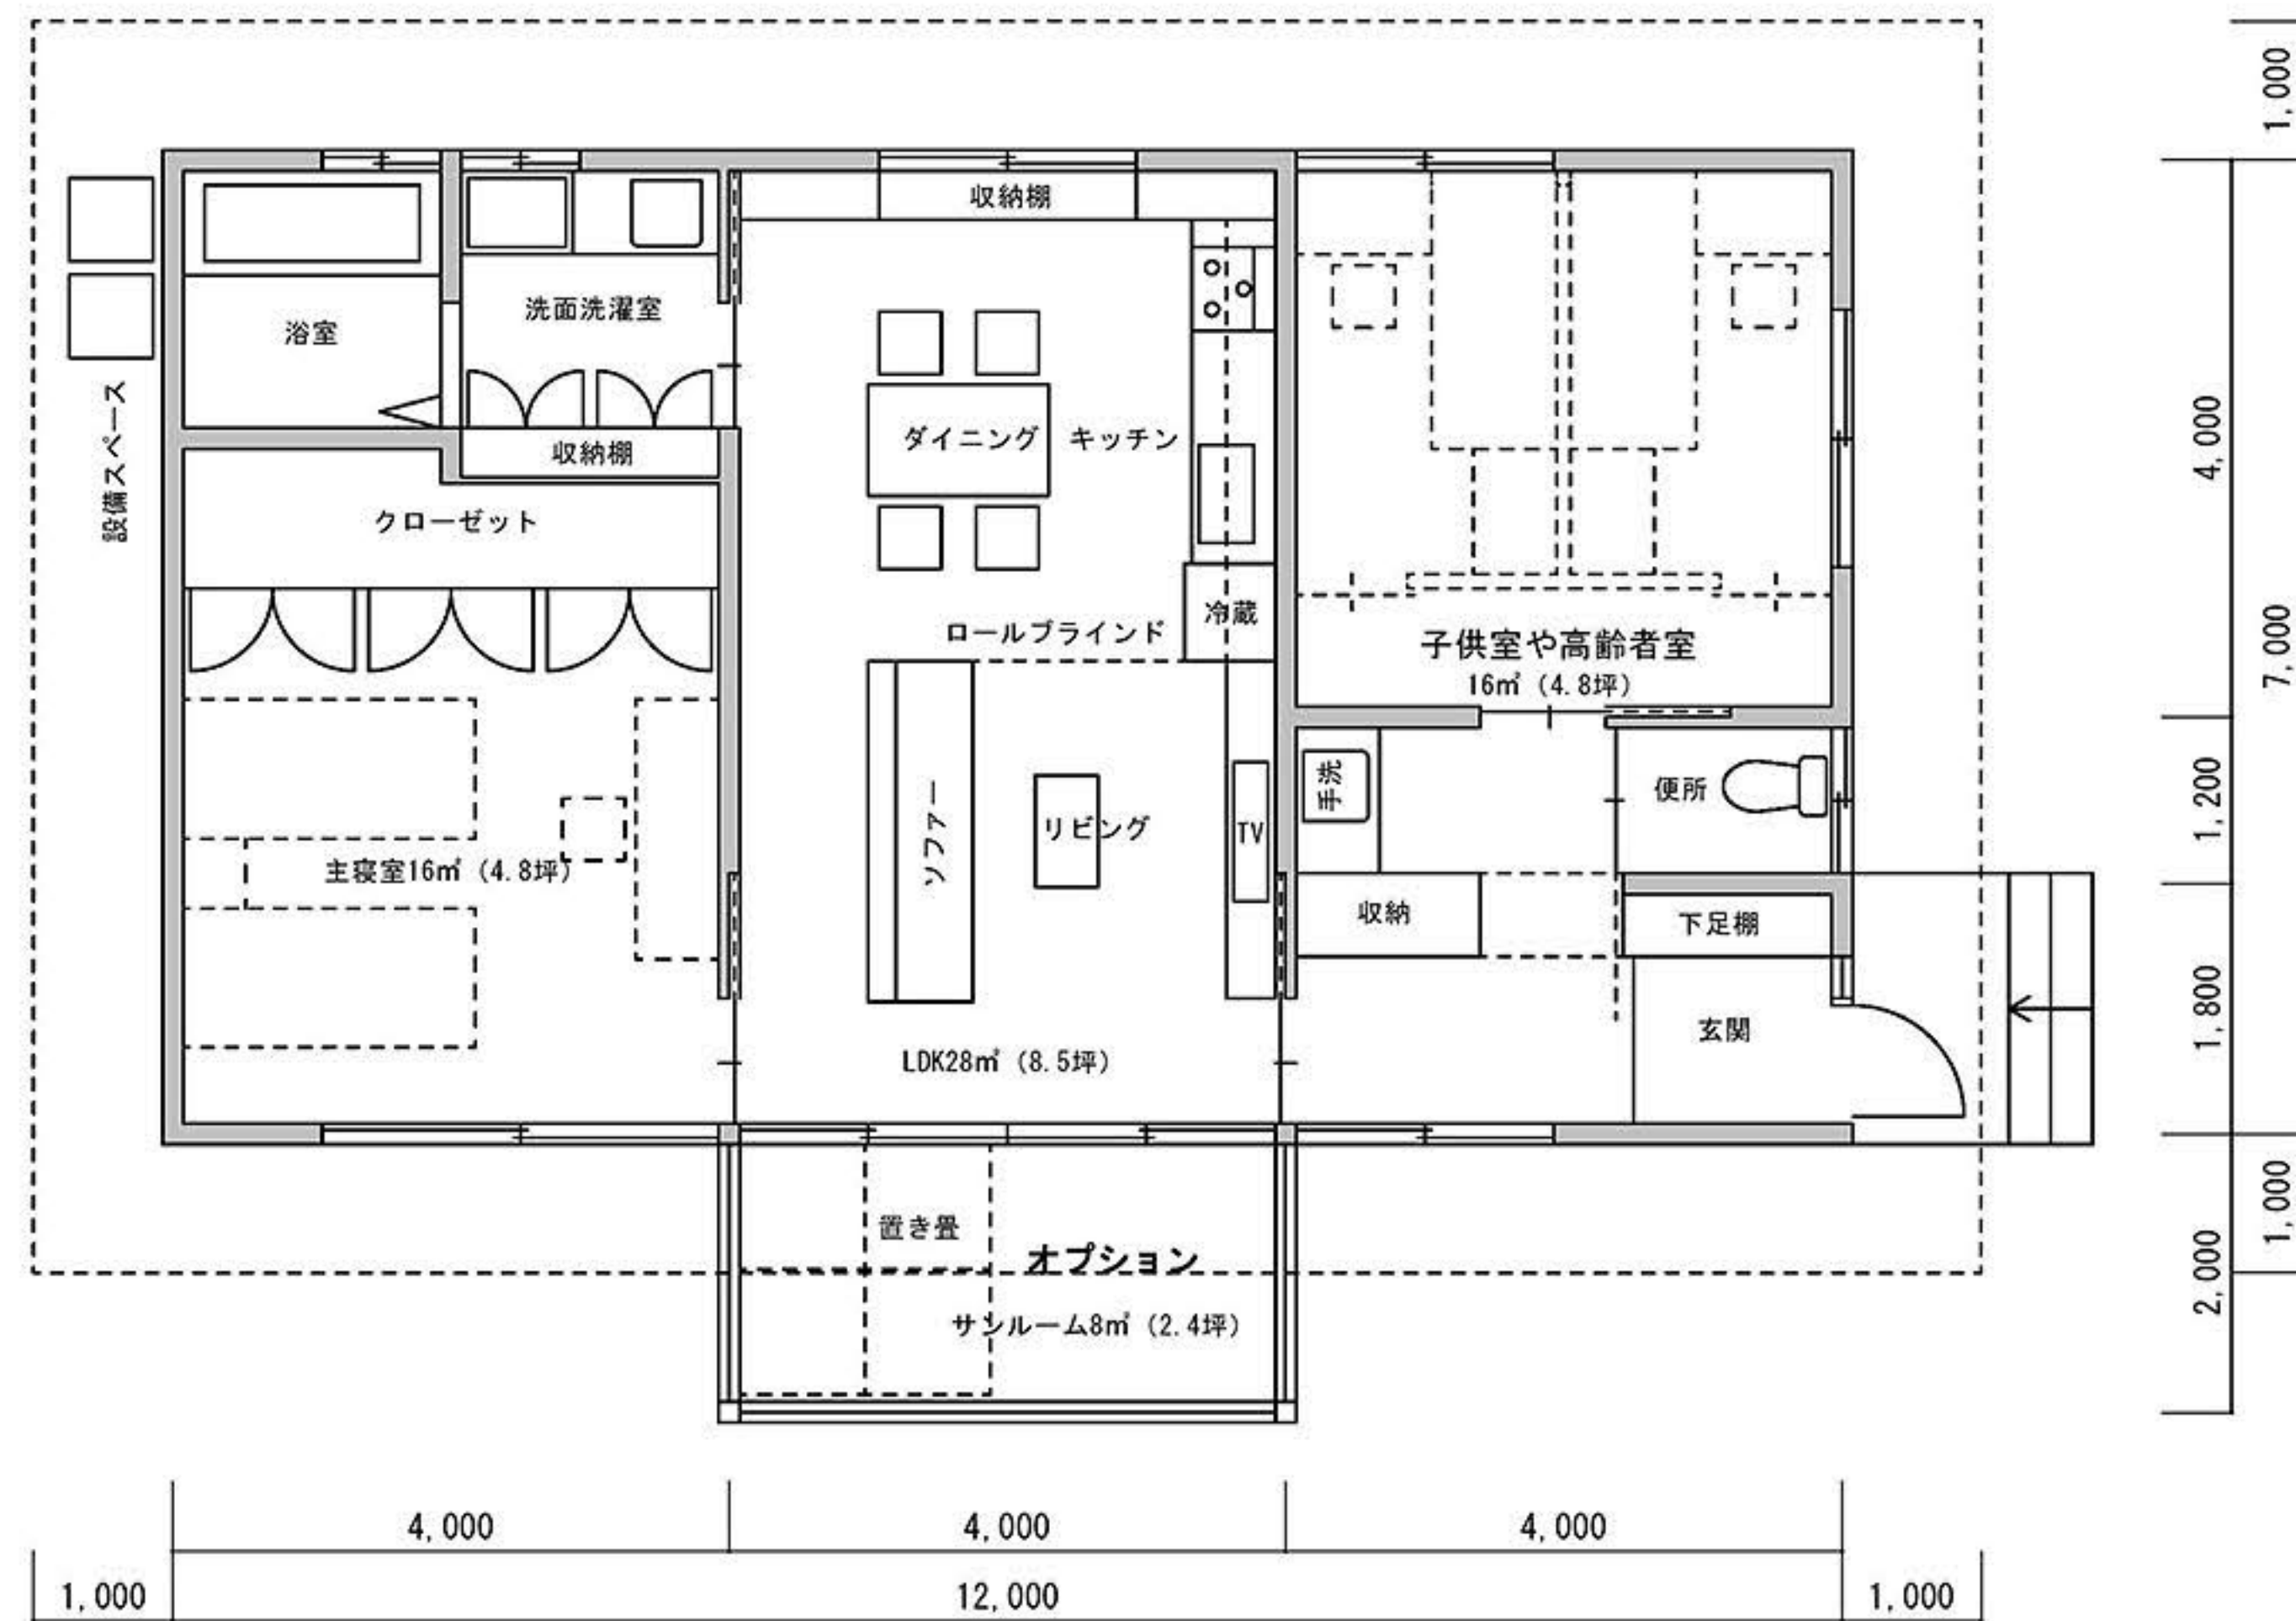 1,000
収納棚
浴室
洗面洗濯室
設備スペース
ダイニング
キッチン
収納棚
クローゼット
冷蔵
ロールブラインド
子供室や高齢者室
16㎡ (4.8坪)
4,000
7,000
手洗
便所
1,200
ソファー
リビング
TV
主寝室16㎡ (4.8坪)
収納
下足棚
玄関
1,800
LDK28㎡ (8.5坪)
置き畳
オプション
サンルーム8㎡ (2.4坪)
1,000
2,000
4,000
4,000
4,000
1,000
12,000
1,000